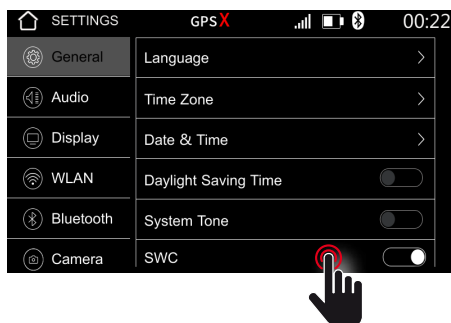 SETTINGS GPSX 00:22
General
Language
Audio
Time Zone
Display
Date & Time
WLAN
Daylight Saving Time
Bluetooth
System Tone
Camera
SWC